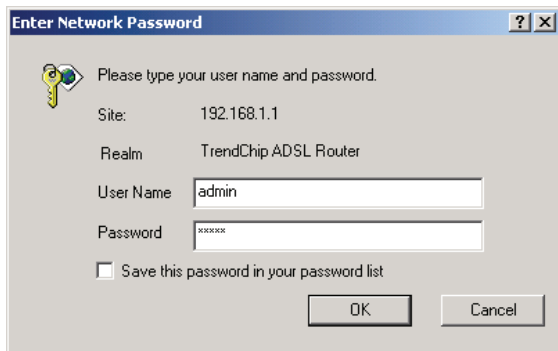 Enter Network Password
Please type your user name and password.
Site: 192.168.1.1
Realm TrendChip ADSL Router
User Name admin
Password xxxxx
Save this password in your password list
OK Cancel